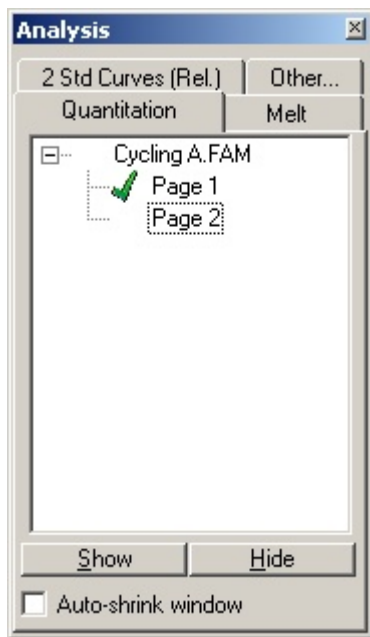 Analysis
2 Std Curves (Rel.) Other...
Quantitation Melt
Cycling A.FAM
Page 1
Page 2
Show Hide
Auto-shrink window